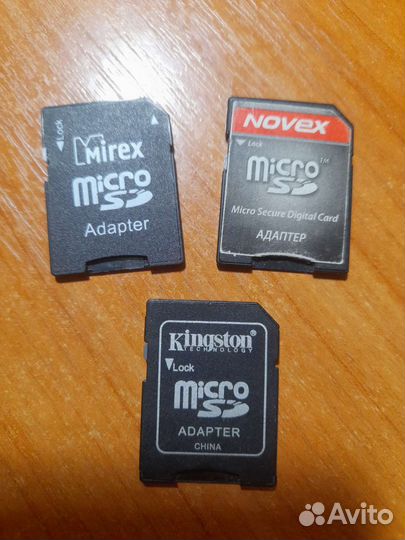 Lock
Mirex
micro
SD
Adapter
NOVEX
Lock
micro
SD
TM
Micro Secure Digital Card
АДАПТЕР
Kingston
TECHNOLOGY
Lock
micro
SD
ADAPTER
CHINA
Avito